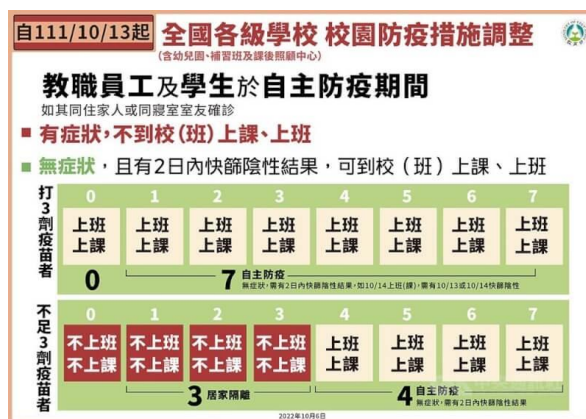 自111/10/13起
全國各級學校 校園防疫措施調整
(含幼兒園、補習班及課後照顧中心)
教職員工及學生於自主防疫期間
如其同住家人或同寢室室友確診
有症狀，不到校(班)上課、上班
無症狀，且有2日內快篩陰性結果，可到校（班）上課、上班
打3劑疫苗者
0 1 2 3 4 5 6 7
上班 上班 上班 上班 上班 上班 上班 上班
上課 上課 上課 上課 上課 上課 上課 上課
0 7 自主防疫
無症狀，需有2日內快篩陰性結果，如10/14上班(課)，需有10/13或10/14快篩陰性
不足3劑疫苗者
0 1 2 3 4 5 6 7
不上班 不上班 不上班 不上班 上班 上班 上班 上班
不上課 不上課 不上課 不上課 上課 上課 上課 上課
3 居家隔離 4 自主防疫
無症狀，需有2日內快篩陰性結果
2022年10月6日